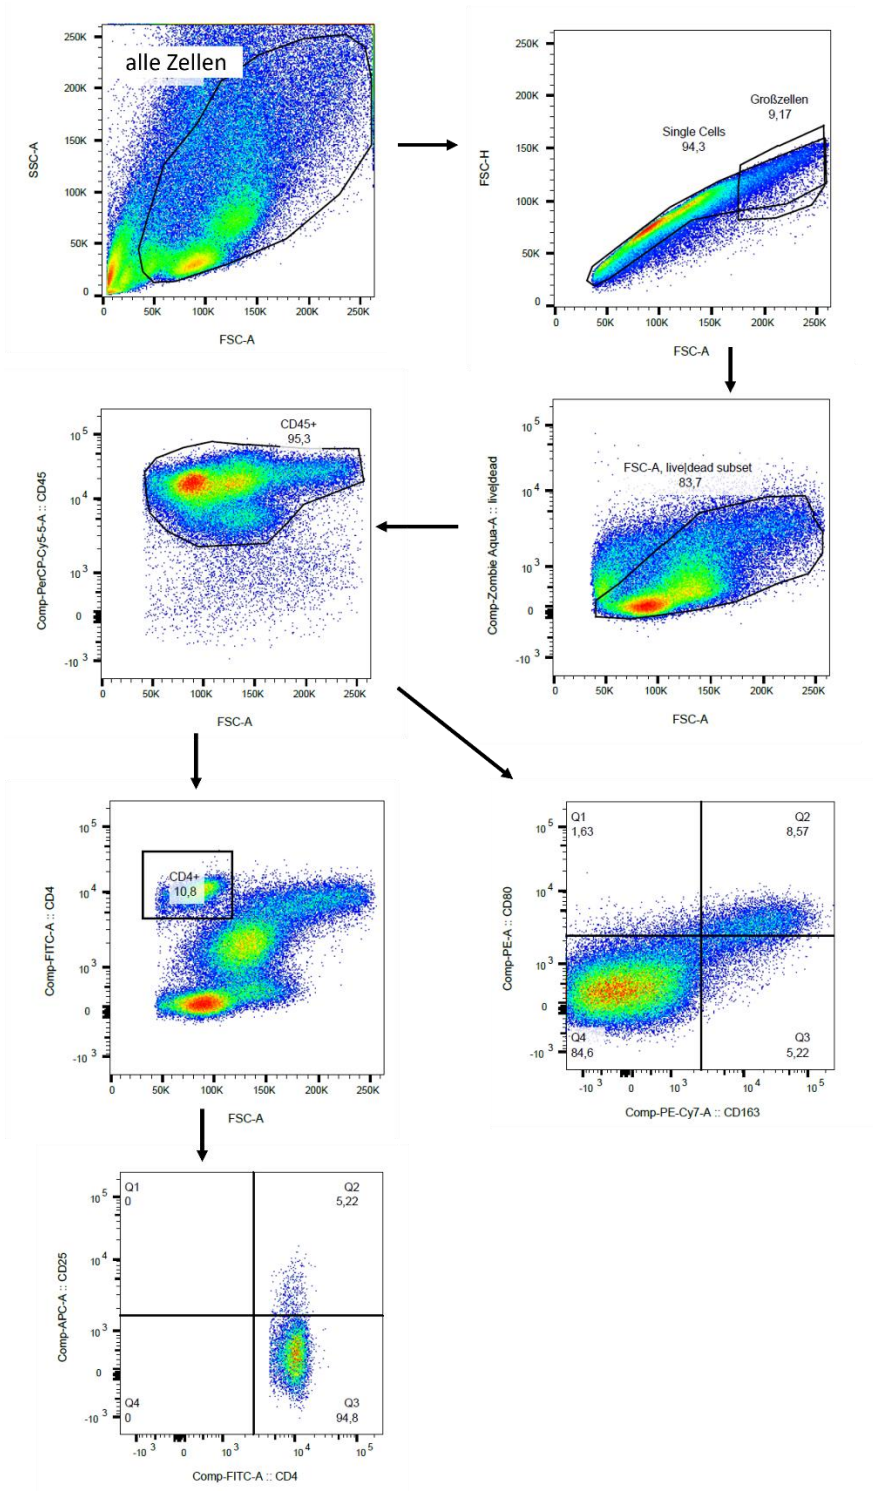 250K
200K
150K
100K
50K
0
SSC-A
alle Zellen
0
50K
100K
150K
200K
250K
FSC-A
250K
200K
150K
100K
50K
0
FSC-H
Großzellen
9,17
Single Cells
94,3
0
50K
100K
150K
200K
250K
FSC-A
10 5
10 4
10 3
0
-10 3
Comp-PerCP-Cy5-5-A :: CD45
CD45+
95,3
0
50K
100K
150K
200K
250K
FSC-A
10 5
10 4
10 3
0
-10 3
Comp-Zombie Aqua-A :: live|dead
FSC-A, live|dead subset
83,7
0
50K
100K
150K
200K
250K
FSC-A
10 5
10 4
10 3
0
-10 3
Comp-FITC-A :: CD4
CD4+
10,8
0
50K
100K
150K
200K
250K
FSC-A
10 5
10 4
10 3
0
-10 3
Comp-PE-A :: CD80
Q1
1,63
Q2
8,57
Q4
84,6
Q3
5,22
-10 3
0
10 3
10 4
10 5
Comp-PE-Cy7-A :: CD163
10 5
10 4
10 3
0
-10 3
Comp-APC-A :: CD25
Q1
0
Q2
5,22
Q4
0
Q3
94,8
-10 3
0
10 3
10 4
10 5
Comp-FITC-A :: CD4